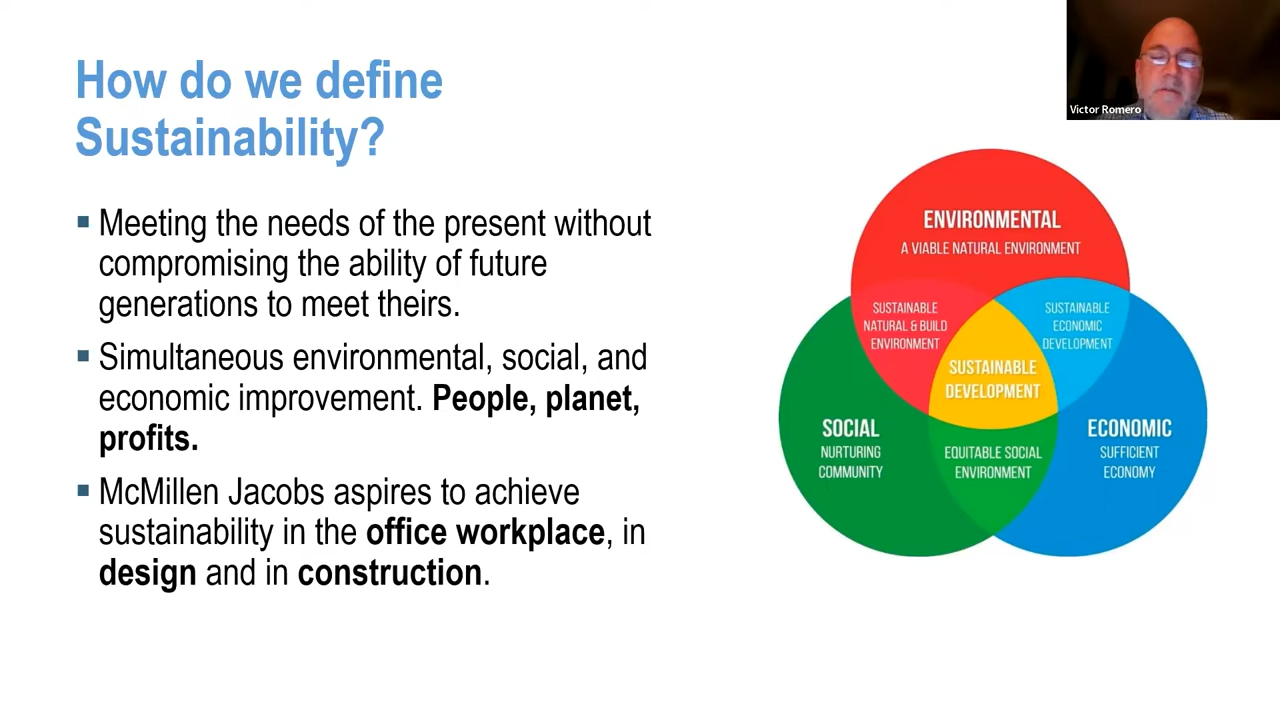 How do we define
Sustainability?
Victor Romero
▪ Meeting the needs of the present without
compromising the ability of future
generations to meet theirs.
▪ Simultaneous environmental, social, and
economic improvement. People, planet,
profits.
▪ McMillen Jacobs aspires to achieve
sustainability in the office workplace, in
design and in construction.
ENVIRONMENTAL
A VIABLE NATURAL ENVIRONMENT
SUSTAINABLE
NATURAL & BUILD
ENVIRONMENT
SUSTAINABLE
ECONOMIC
DEVELOPMENT
SUSTAINABLE
DEVELOPMENT
SOCIAL
NURTURING
COMMUNITY
EQUITABLE SOCIAL
ENVIRONMENT
ECONOMIC
SUFFICIENT
ECONOMY